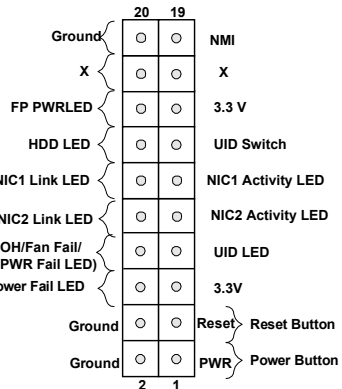 20 19
Ground NMI
X X
FP PWRLED 3.3 V
HDD LED UID Switch
NIC1 Link LED NIC1 Activity LED
NIC2 Link LED NIC2 Activity LED
OH/Fan Fail/
PWR Fail LED) UID LED
ower Fail LED 3.3V
Ground Reset Reset Button
Ground PWR Power Button
2 1